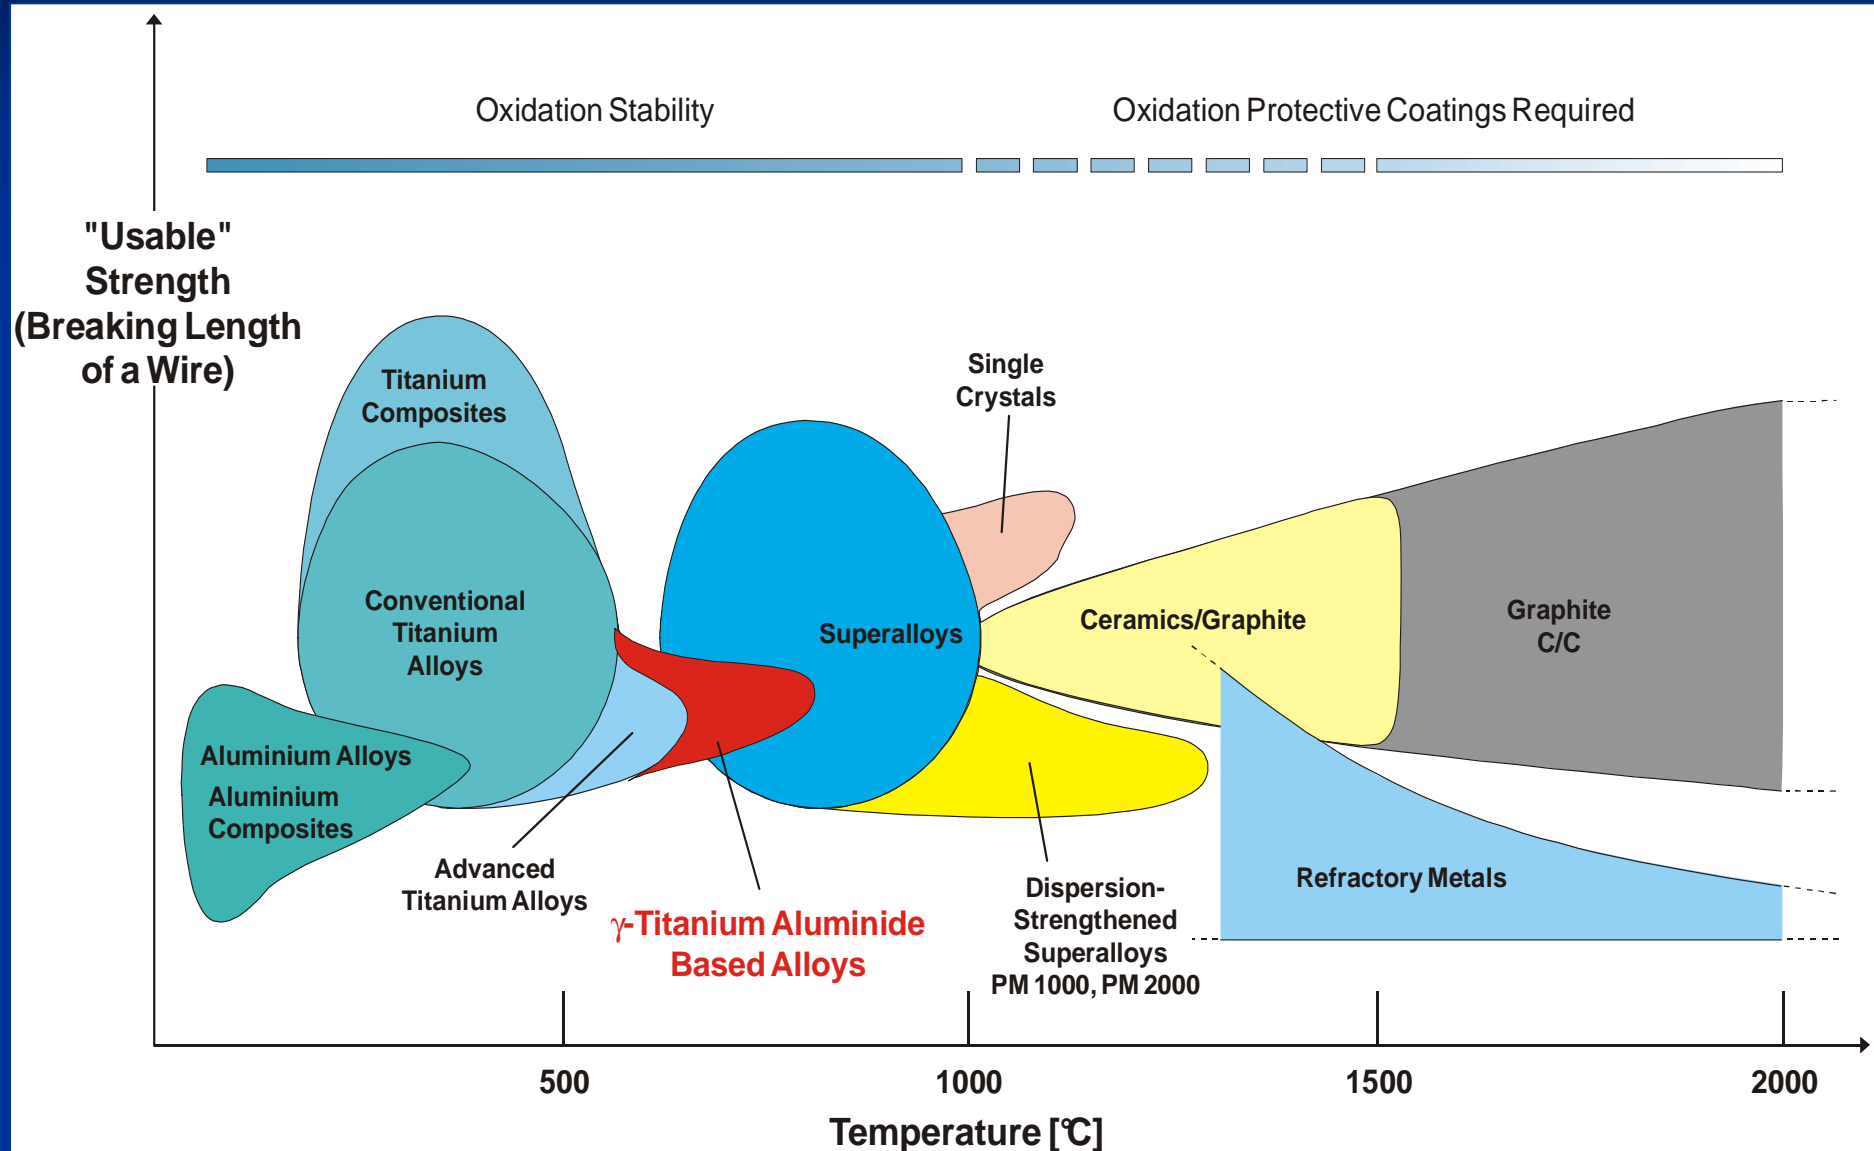 Oxidation Stability
Oxidation Protective Coatings Required
"Usable"
Strength
(Breaking Length
of a Wire)
Titanium
Composites
Single
Crystals
Conventional
Titanium
Alloys
Superalloys
Ceramics/Graphite
Graphite
C/C
Aluminium Alloys
Aluminium
Composites
Advanced
Titanium Alloys
γ-Titanium Aluminide
Based Alloys
Dispersion-
Strengthened
Superalloys
PM 1000, PM 2000
Refractory Metals
500
1000
1500
2000
Temperature [°C]